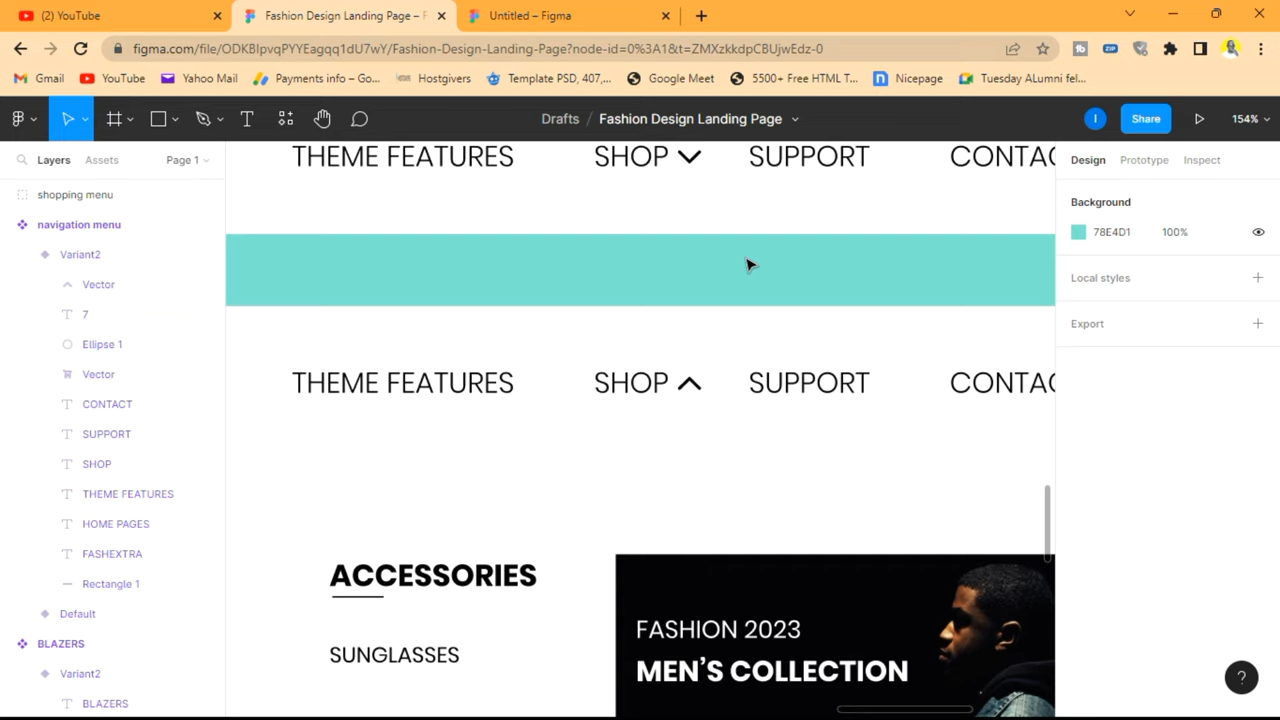 (2) YouTube
Fashion Design Landing Page – F
Untitled – Figma
figma.com/file/ODKBlpvqPYYEagqq1dU7wY/Fashion-Design-Landing-Page?node-id=0%3A1&t=ZMXzkkdpCBUjwEdz-0
Gmail
YouTube
Yahoo Mail
Payments info – Go...
Hostgivers
Template PSD, 407,...
Google Meet
5500+ Free HTML T...
Nicepage
Tuesday ALumni fel...
Drafts / Fashion Design Landing Page
I
Share
154%
Layers
Assets
Page 1
shopping menu
navigation menu
Variant2
Vector
7
Ellipse 1
Vector
CONTACT
SUPPORT
SHOP
THEME FEATURES
HOME PAGES
FASHEXTRA
Rectangle 1
Default
BLAZERS
Variant2
BLAZERS
THEME FEATURES SHOP SUPPORT CONTAC
THEME FEATURES SHOP SUPPORT CONTAC
ACCESSORIES
SUNGLASSES
FASHION 2023
MEN'S COLLECTION
Design
Prototype
Inspect
Background
78E4D1 100%
Local styles
Export
?